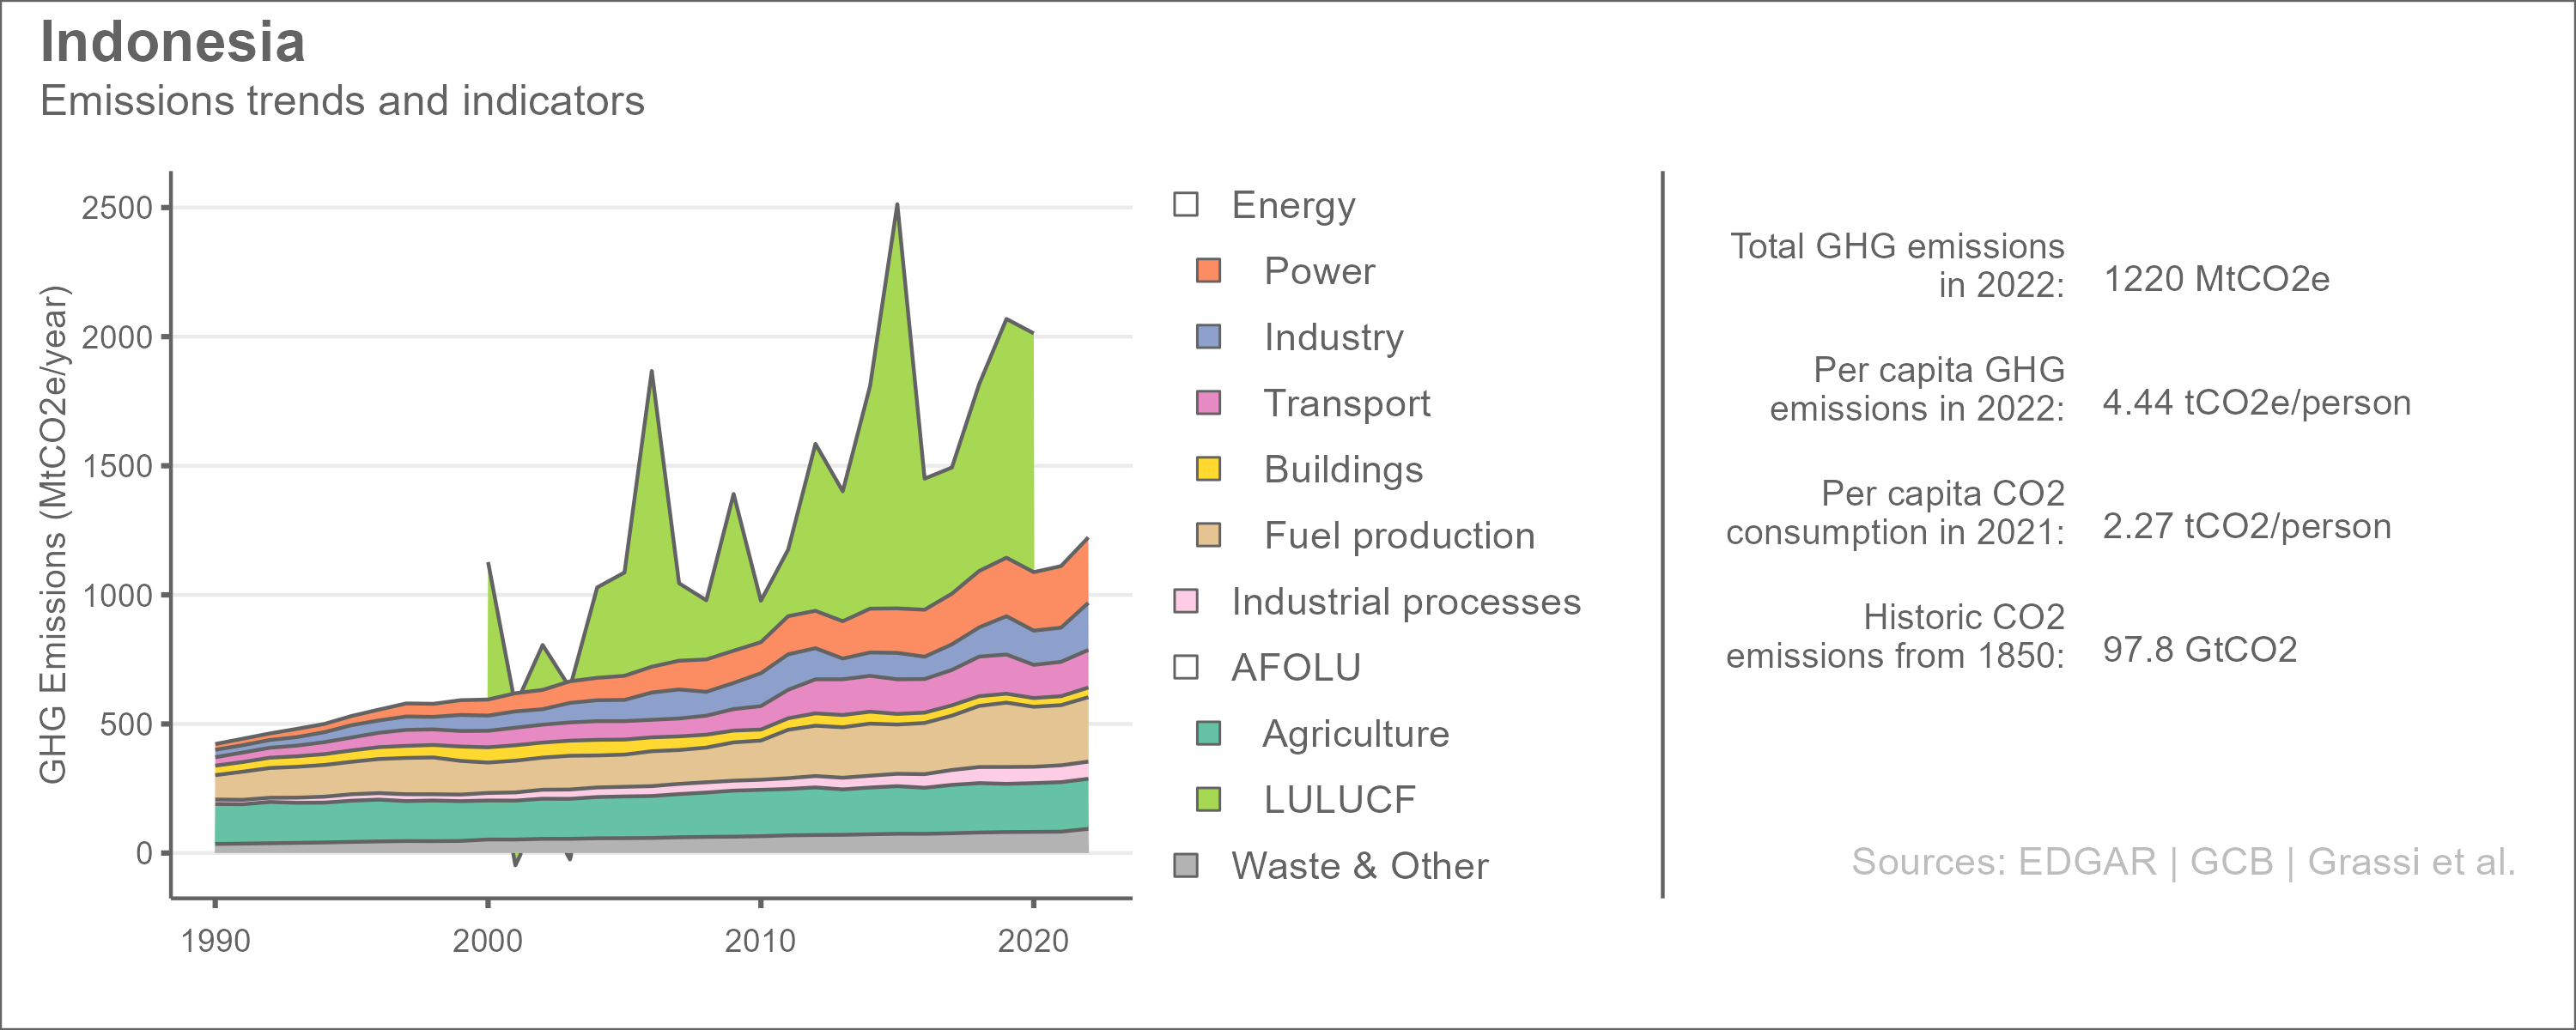 Indonesia
Emissions trends and indicators
GHG Emissions (MtCO2e/year)
2500
2000
1500
1000
500
0
1990
2000
2010
2020
Energy
Power
Industry
Transport
Buildings
Fuel production
Industrial processes
AFOLU
Agriculture
LULUCF
Waste & Other
Total GHG emissions
in 2022:
1220 MtCO2e
Per capita GHG
emissions in 2022:
4.44 tCO2e/person
Per capita CO2
consumption in 2021:
2.27 tCO2/person
Historic CO2
emissions from 1850:
97.8 GtCO2
Sources: EDGAR | GCB | Grassi et al.